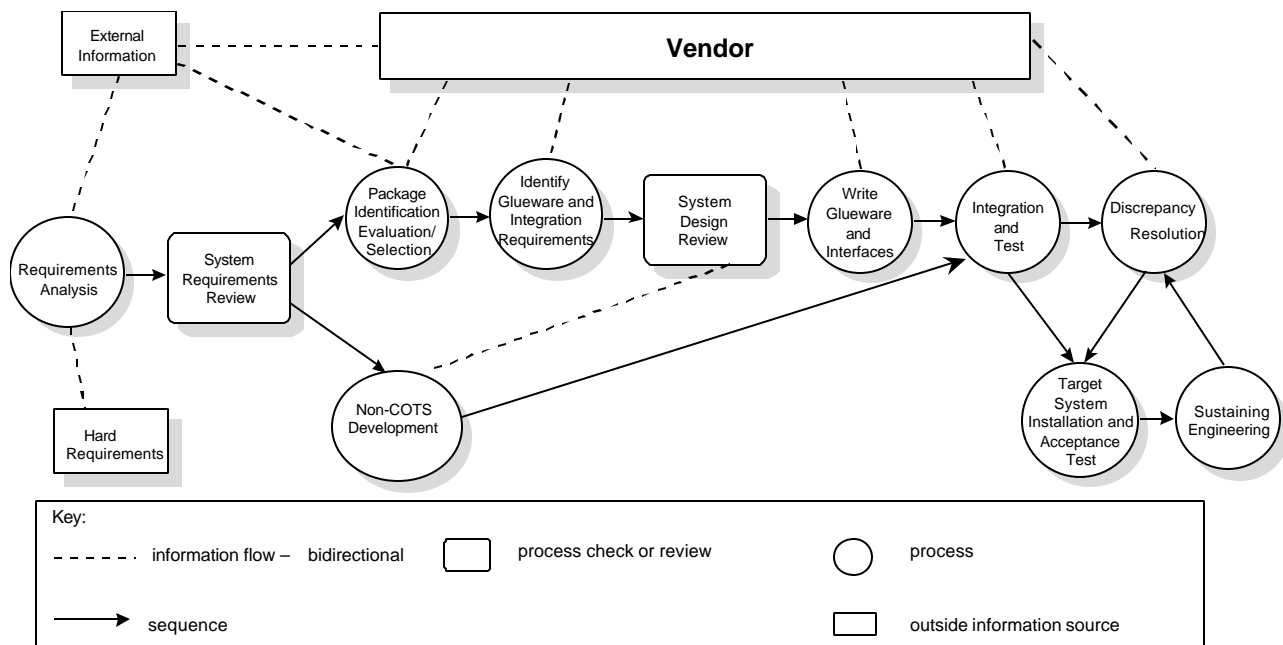 External
Information
Vendor
Requirements
Analysis
System
Requirements
Review
Package
Identification
Evaluation/
Selection
Identify
Glueware and
Integration
Requirements
System
Design
Review
Write
Glueware
and
Interfaces
Integration
and
Test
Discrepancy
Resolution
Hard
Requirements
Non-COTS
Development
Target
System
Installation and
Acceptance
Test
Sustaining
Engineering
Key:
information flow – bidirectional
process check or review
process
sequence
outside information source